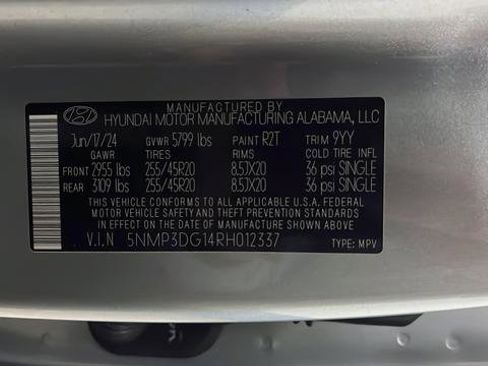 MANUFACTURED BY
HYUNDAI MOTOR MANUFACTURING ALABAMA, LLC
Jun/17/24 GVWR 5799 lbs PAINT R2T TRIM 9YY
GAWR TIRES RIMS COLD TIRE INFL
FRONT 2955 lbs 255/45R20 8.5JX20 36 psi SINGLE
REAR 3109 lbs 255/45R20 8.5JX20 36 psi SINGLE
THIS VEHICLE CONFORMS TO ALL APPLICABLE U.S.A. FEDERAL
MOTOR VEHICLE SAFETY AND THEFT PREVENTION STANDARDS IN
EFFECT ON THE DATE OF MANUFACTURE SHOWN ABOVE.
V.I.N 5NMP3DG14RH012337 TYPE: MPV